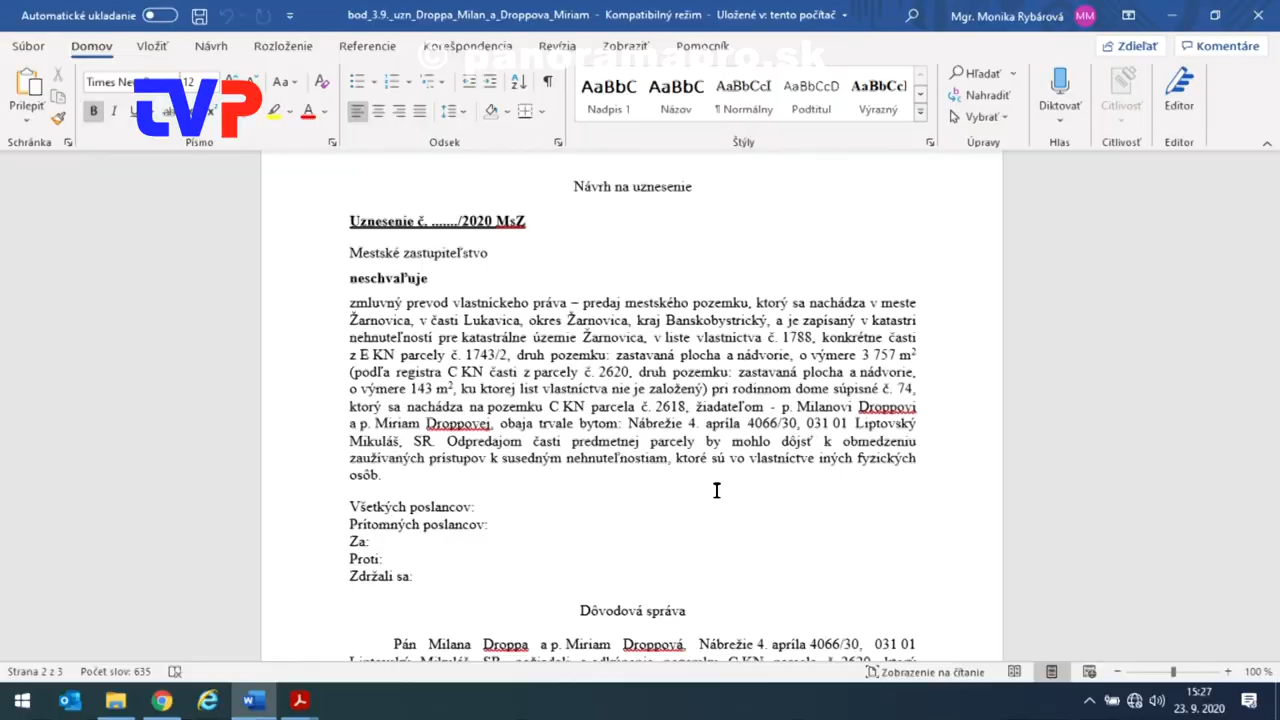 Automatické ukladanie
bod_3.9._uzn_Droppa_Milan_a_Droppova_Miriam - Kompatibilný režim - Uložené v: tento počítač
Mgr. Monika Rybárová MM
Súbor Domov Vložiť Návrh Rozloženie Referencie Korešpondencia Revízia Zobraziť Pomocník Zdieľať Komentáre
© panoramapro.sk
tVP
Times Ne 12 Aa
AaBbC AaBbC AaBbCcI AaBbCcD AaBbCcI
Prilepiť Nadpis 1 Názov ¶ Normálny Podtitul Výrazný
Hľadať
Nahradiť
Vybrať
Diktovať Citlivosť Editor
Schránka Písmo Odsek Štýly Úpravy Hlas Citlivosť Editor
Návrh na uznesenie
Uznesenie č. ......./2020 MsZ
Mestské zastupiteľstvo
neschvaľuje
zmluvný prevod vlastníckeho práva – predaj mestského pozemku, ktorý sa nachádza v meste
Žarnovica, v časti Lukavica, okres Žarnovica, kraj Banskobystrický, a je zapísaný v katastri
nehnuteľností pre katastrálne územie Žarnovica, v liste vlastníctva č. 1788, konkrétne časti
z E KN parcely č. 1743/2, druh pozemku: zastavaná plocha a nádvorie, o výmere 3 757 m²
(podľa registra C KN časti z parcely č. 2620, druh pozemku: zastavaná plocha a nádvorie,
o výmere 143 m², ku ktorej list vlastníctva nie je založený) pri rodinnom dome súpisné č. 74,
ktorý sa nachádza na pozemku C KN parcela č. 2618, žiadateľom - p. Milanovi Droppovi
a p. Miriam Droppovej, obaja trvale bytom: Nábrežie 4. apríla 4066/30, 031 01 Liptovský
Mikuláš, SR. Odpredajom časti predmetnej parcely by mohlo dôjsť k obmedzeniu
zaužívaných prístupov k susedným nehnuteľnostiam, ktoré sú vo vlastníctve iných fyzických
osôb.
Všetkých poslancov:
Prítomných poslancov:
Za:
Proti:
Zdržali sa:
Dôvodová správa
Pán Milana Droppa a p. Miriam Droppová, Nábrežie 4. apríla 4066/30, 031 01
Strana 2 z 3 Počet slov: 635 Zobrazenie na čítanie 100 %
15:27
23. 9. 2020